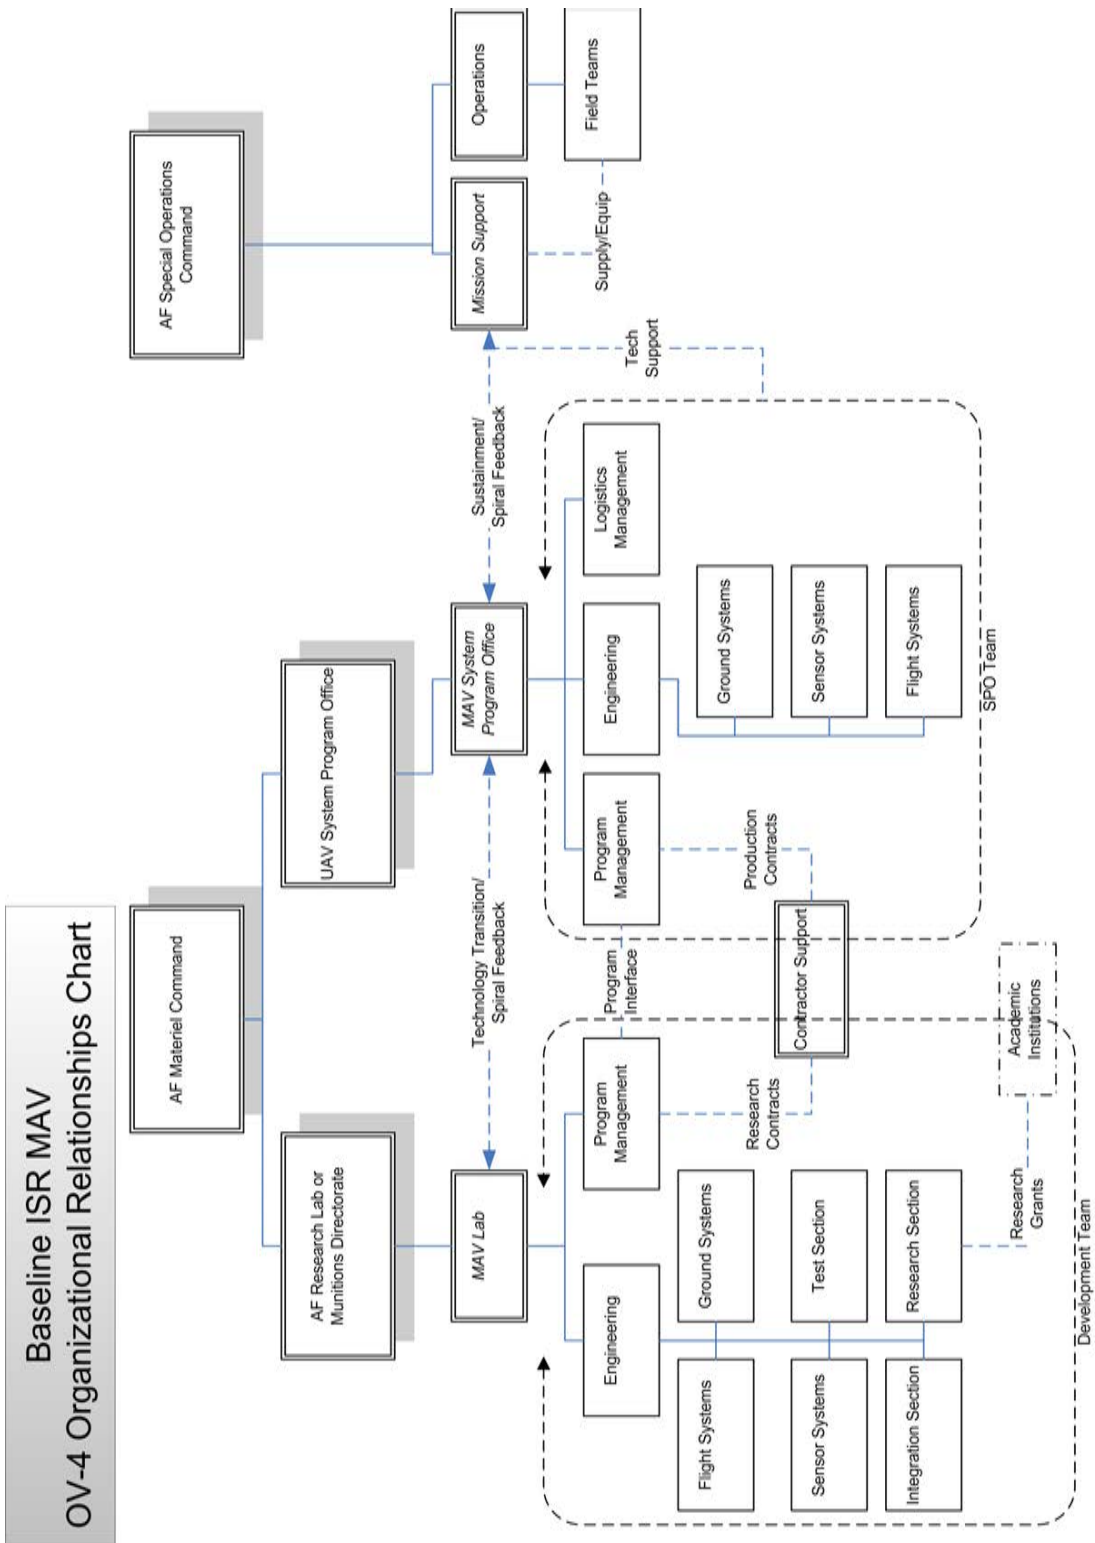 Baseline ISR MAV
OV-4 Organizational Relationships Chart
AF Materiel Command
AF Special Operations
Command
AF Research Lab or
Munitions Directorate
UAV System Program Office
MAV Lab
Technology Transition/
Spiral Feedback
MAV System
Program Office
Sustainment/
Spiral Feedback
Mission Support
Operations
Engineering
Program
Management
Program
Interface
Program
Management
Engineering
Logistics
Management
Tech
Support
Supply/Equip
Field Teams
Flight Systems
Ground Systems
Sensor Systems
Test Section
Integration Section
Research Section
Research
Contracts
Contractor Support
Production
Contracts
Ground Systems
Sensor Systems
Flight Systems
SPO Team
Research
Grants
Academic
Institutions
Development Team